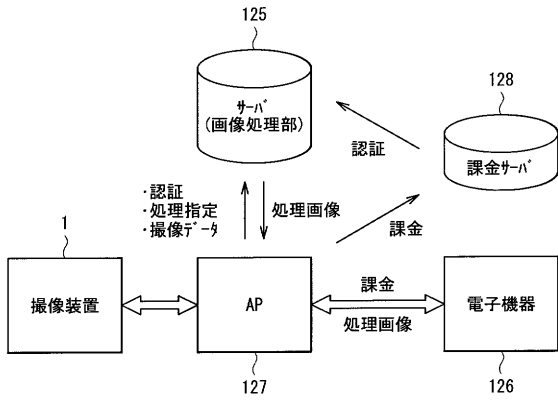 125
サーバ
(画像処理部)
128
課金サーバ
認証
・認証
・処理指定
・撮像データ
処理画像
課金
1
撮像装置
AP
課金
処理画像
電子機器
127
126